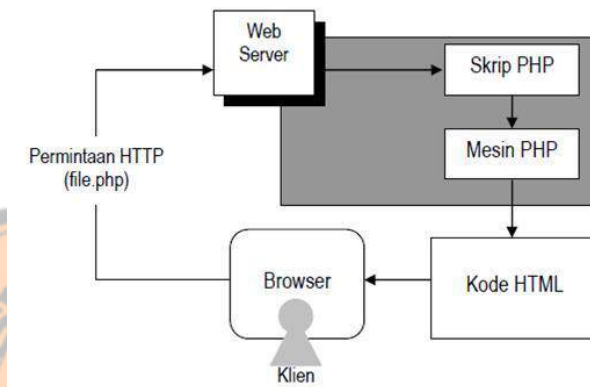 Web
Server
Skrip PHP
Mesin PHP
Permintaan HTTP
(file.php)
Browser
Kode HTML
Klien